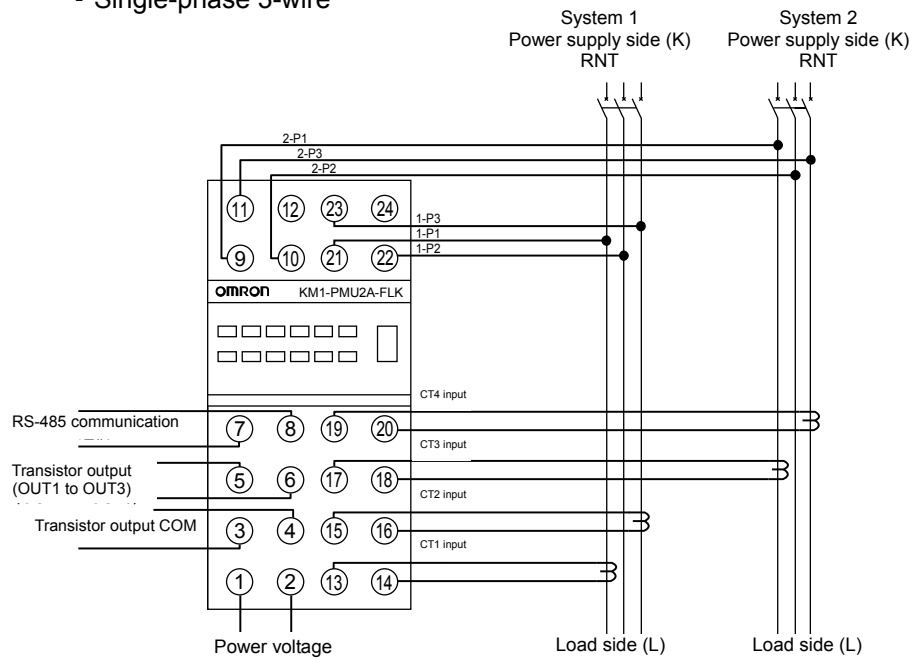 - Single-phase 3-wire
System 1
Power supply side (K)
RNT
System 2
Power supply side (K)
RNT
2-P1
2-P3
2-P2
11 12 23 24
1-P3
1-P1
1-P2
9 10 21 22
OMRON KM1-PMU2A-FLK
CT4 input
RS-485 communication
7 8 19 20
CT3 input
Transistor output
(OUT1 to OUT3)
5 6 17 18
CT2 input
Transistor output COM
3 4 15 16
CT1 input
1 2 13 14
Power voltage
Load side (L)
Load side (L)